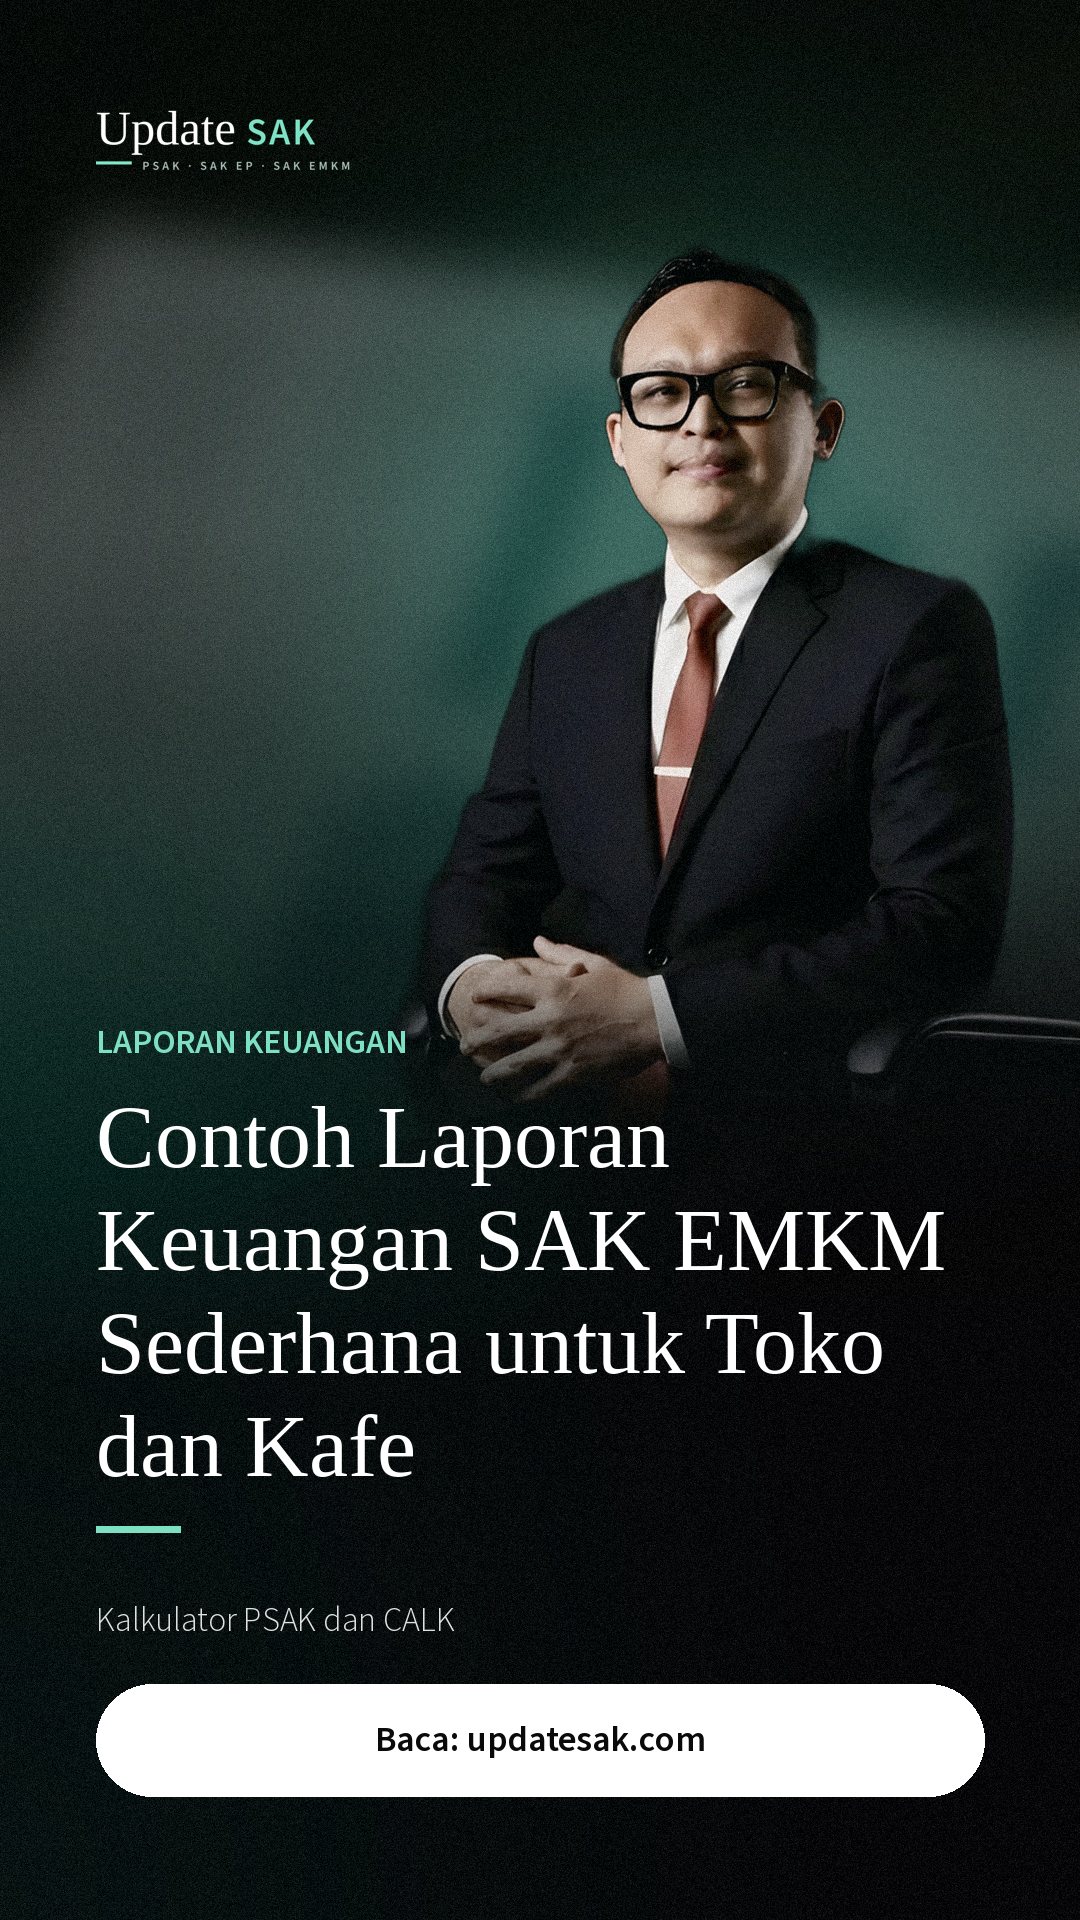 Update SAK
PSAK · SAK EP · SAK EMKM
LAPORAN KEUANGAN
Contoh Laporan
Keuangan SAK EMKM
Sederhana untuk Toko
dan Kafe
Kalkulator PSAK dan CALK
Baca: updatesak.com